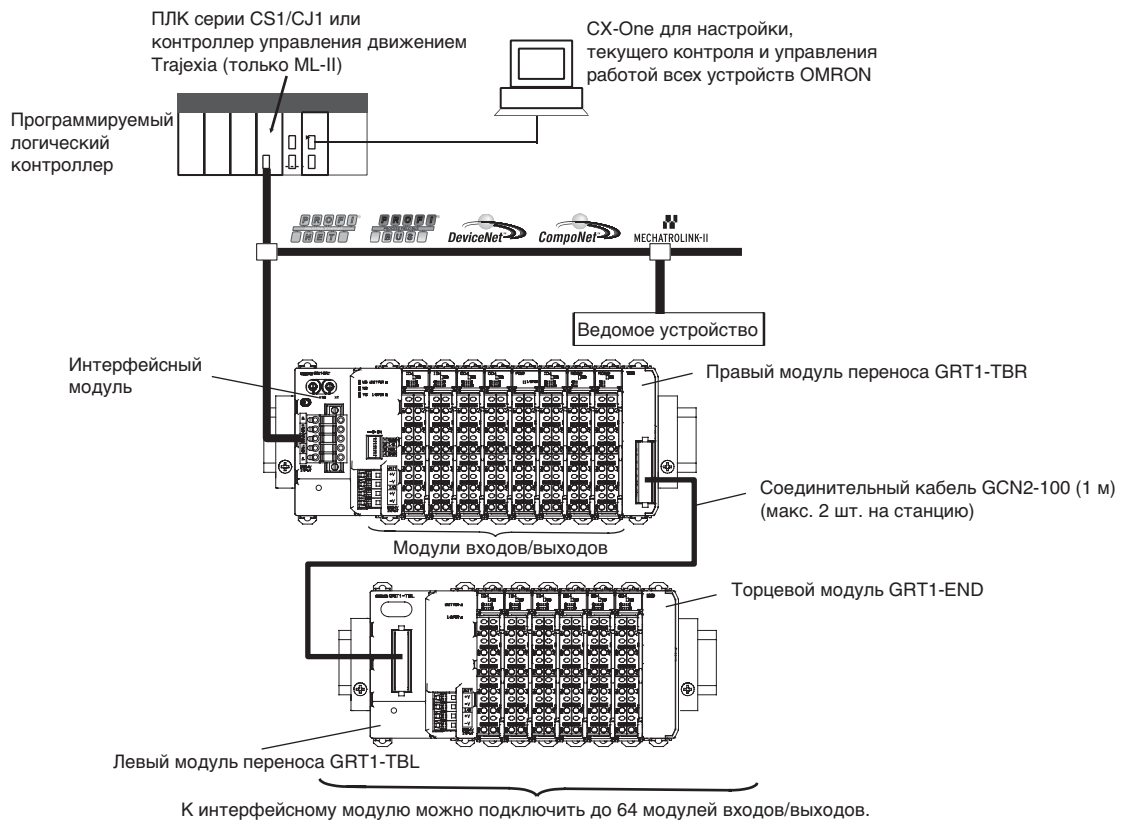 ПЛК серии CS1/CJ1 или
контроллер управления движением
Trajexia (только ML-II)
CX-One для настройки,
текущего контроля и управления
работой всех устройств OMRON
Программируемый
логический
контроллер
PROFI
NET
PROFI
BUS
DeviceNet
CompoNet
MECHATROLINK-II
Ведомое устройство
Интерфейсный
модуль
Правый модуль переноса GRT1-TBR
Соединительный кабель GCN2-100 (1 м)
(макс. 2 шт. на станцию)
Модули входов/выходов
Торцевой модуль GRT1-END
GRT1-TBL
Левый модуль переноса GRT1-TBL
К интерфейсному модулю можно подключить до 64 модулей входов/выходов.